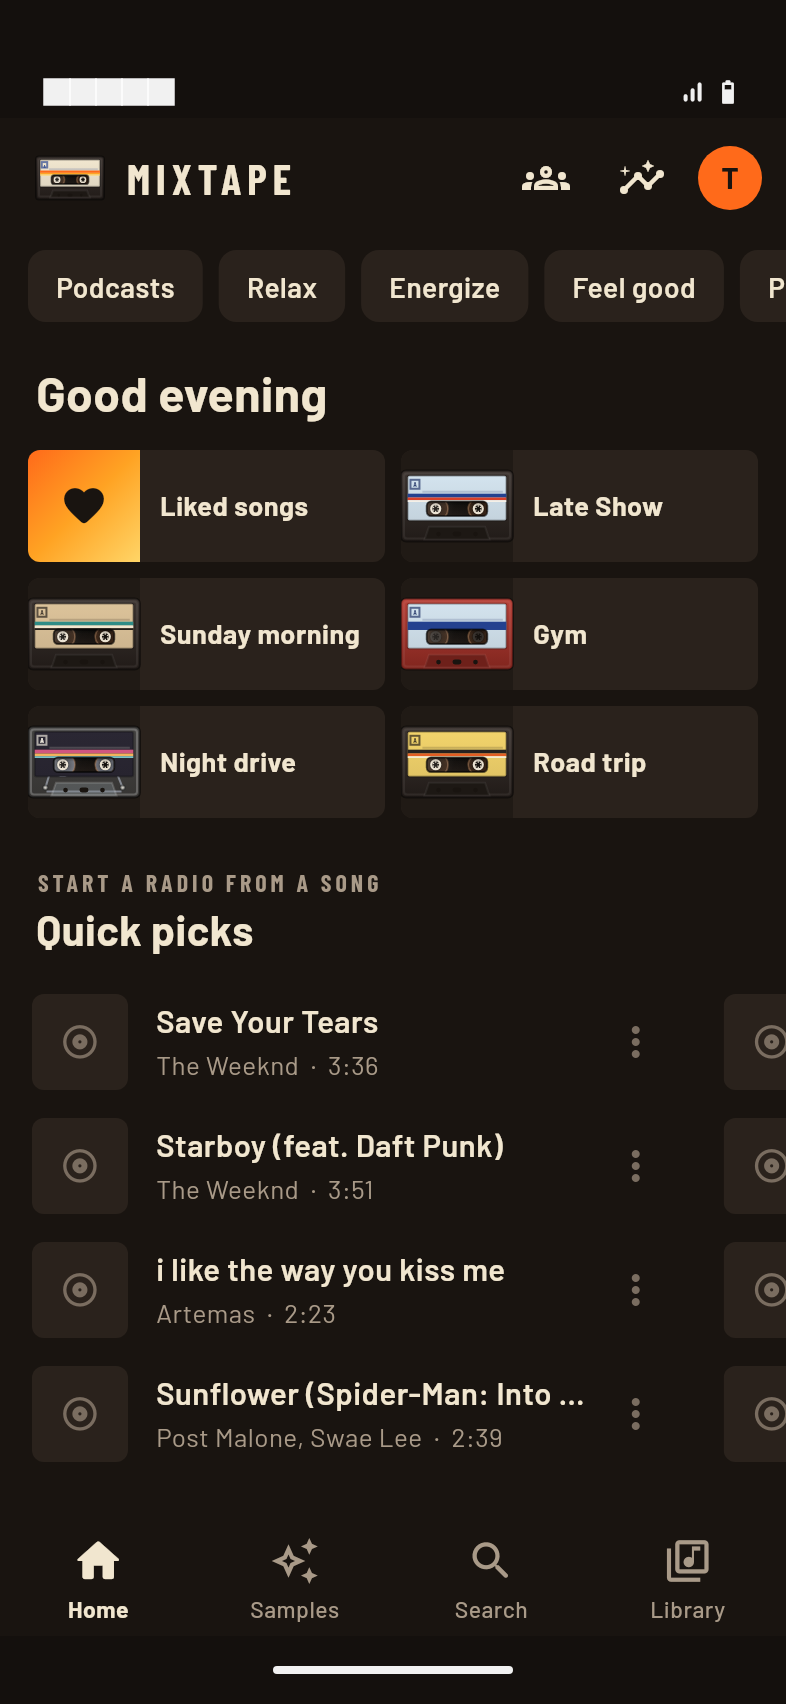 MIXTAPE
T
Podcasts
Relax
Energize
Feel good
P
Good evening
Liked songs
Late Show
Sunday morning
Gym
Night drive
Road trip
START A RADIO FROM A SONG
Quick picks
Save Your Tears
The Weeknd · 3:36
Starboy (feat. Daft Punk)
The Weeknd · 3:51
i like the way you kiss me
Artemas · 2:23
Sunflower (Spider-Man: Into ...
Post Malone, Swae Lee · 2:39
Home
Samples
Search
Library